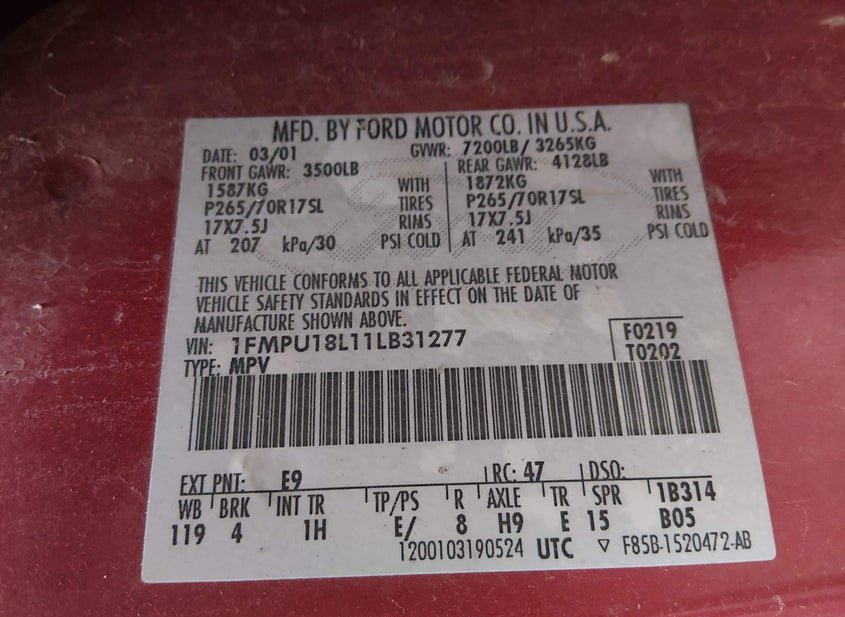 MFD. BY FORD MOTOR CO. IN U.S.A.
DATE: 03/01 GVWR: 7200LB/ 3265KG
FRONT GAWR: 3500LB REAR GAWR: 4128LB
1587KG WITH 1872KG WITH
P265/70R17SL TIRES P265/70R17SL TIRES
17X7.5J RIMS 17X7.5J RIMS
AT 207 kPa/30 PSI COLD AT 241 kPa/35 PSI COLD
THIS VEHICLE CONFORMS TO ALL APPLICABLE FEDERAL MOTOR
VEHICLE SAFETY STANDARDS IN EFFECT ON THE DATE OF
MANUFACTURE SHOWN ABOVE.
VIN: 1FMPU18L11LB31277 F0219
TYPE: MPV T0202
EXT PNT: E9 RC: 47 DSO:
WB BRK INT TR TP/PS R AXLE TR SPR 1B314
119 4 1H E/ 8 H9 E 15 B05
1200103190524 UTC ▽ F85B-1520472-AB